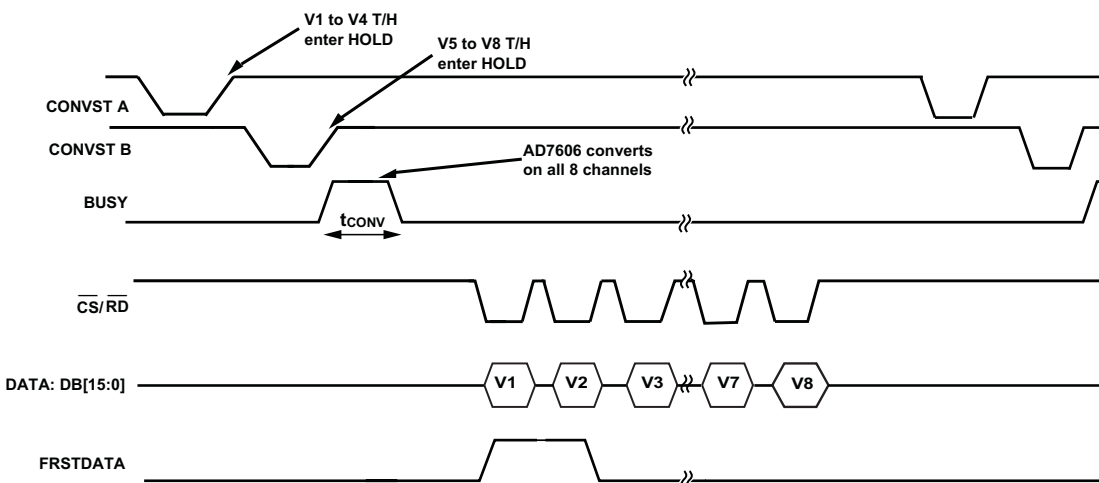 V1 to V4 T/H
enter HOLD
V5 to V8 T/H
enter HOLD
CONVST A
CONVST B
AD7606 converts
on all 8 channels
BUSY
tCONV
CS/RD
DATA: DB[15:0]
V1
V2
V3
V7
V8
FRSTDATA